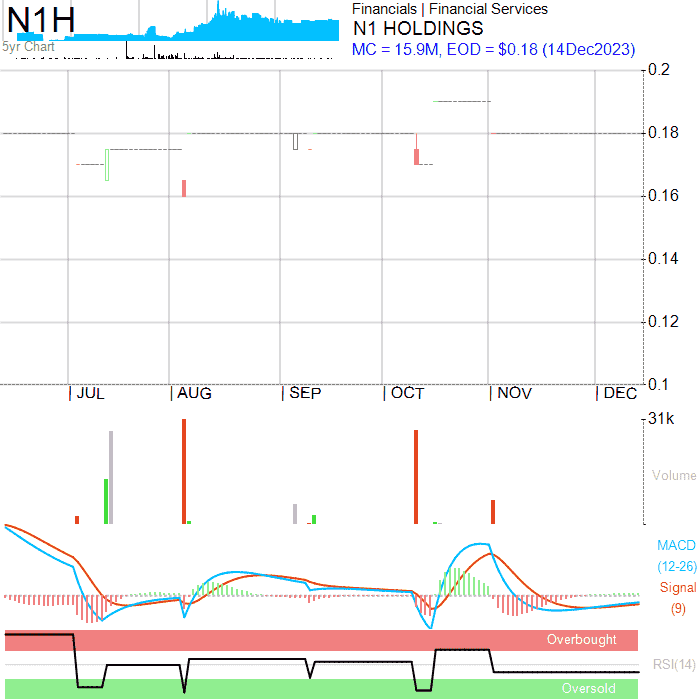 N1H
5yr Chart
Financials | Financial Services
N1 HOLDINGS
MC = 15.9M, EOD = $0.18 (14Dec2023)
0.2
0.18
0.16
0.14
0.12
0.1
JUL
AUG
SEP
OCT
NOV
DEC
31k
Volume
MACD
(12-26)
Signal
(9)
Overbought
RSI(14)
Oversold